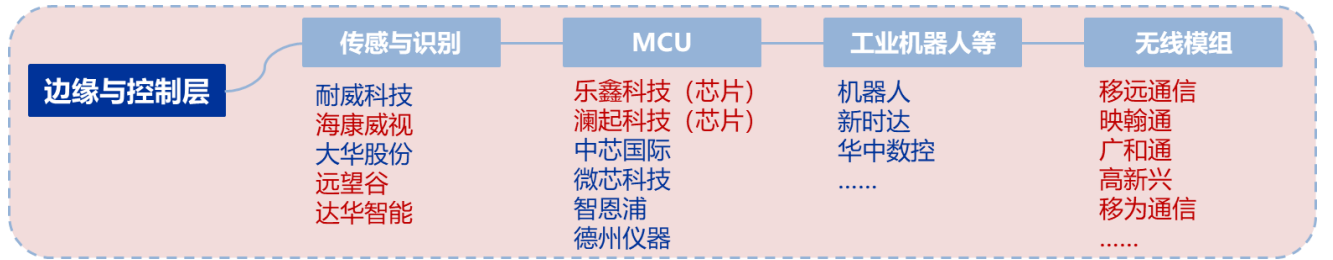 边缘与控制层
传感与识别
耐威科技
海康威视
大华股份
远望谷
达华智能
MCU
乐鑫科技（芯片）
澜起科技（芯片）
中芯国际
微芯科技
智恩浦
德州仪器
工业机器人等
机器人
新时达
华中数控
……
无线模组
移远通信
映翰通
广和通
高新兴
移为通信
……